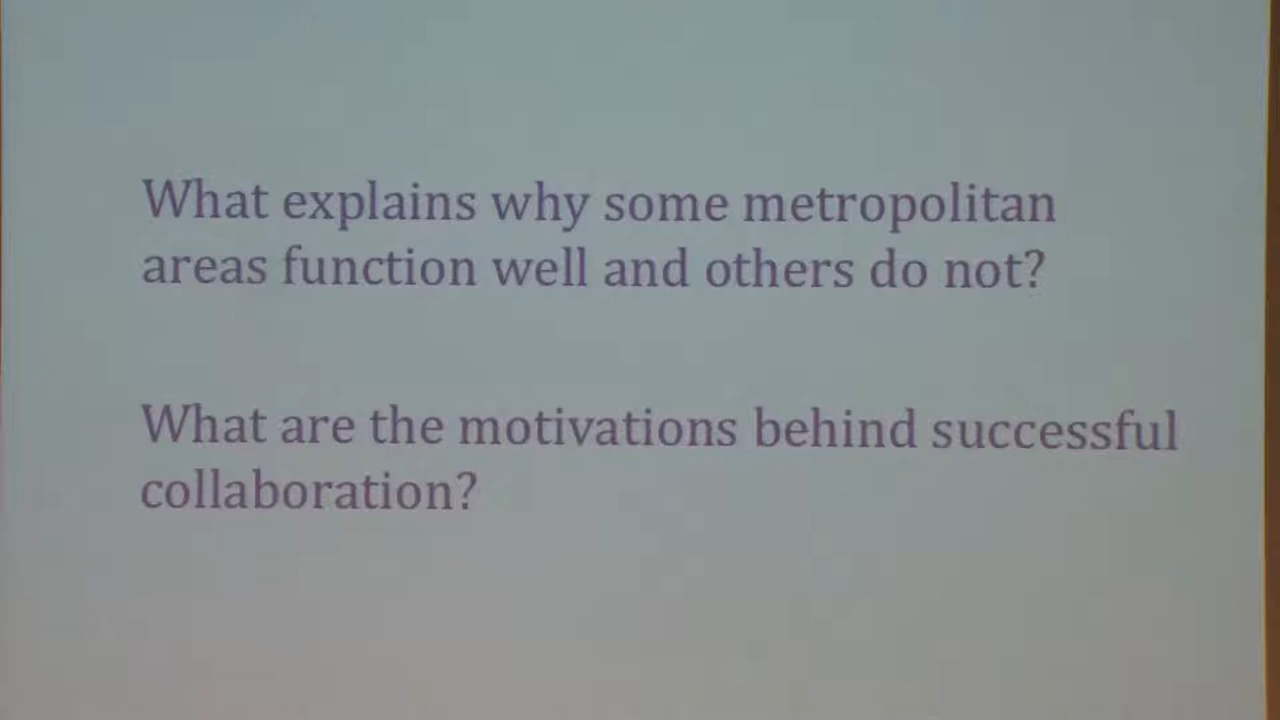 What explains why some metropolitan
areas function well and others do not?
What are the motivations behind successful
collaboration?